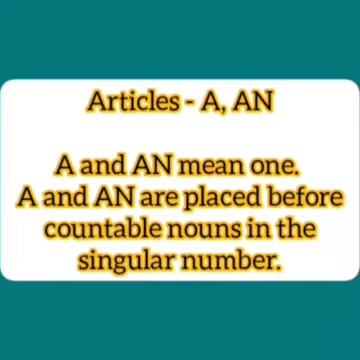 Articles - A, AN
A and AN mean one.
A and AN are placed before
countable nouns in the
singular number.